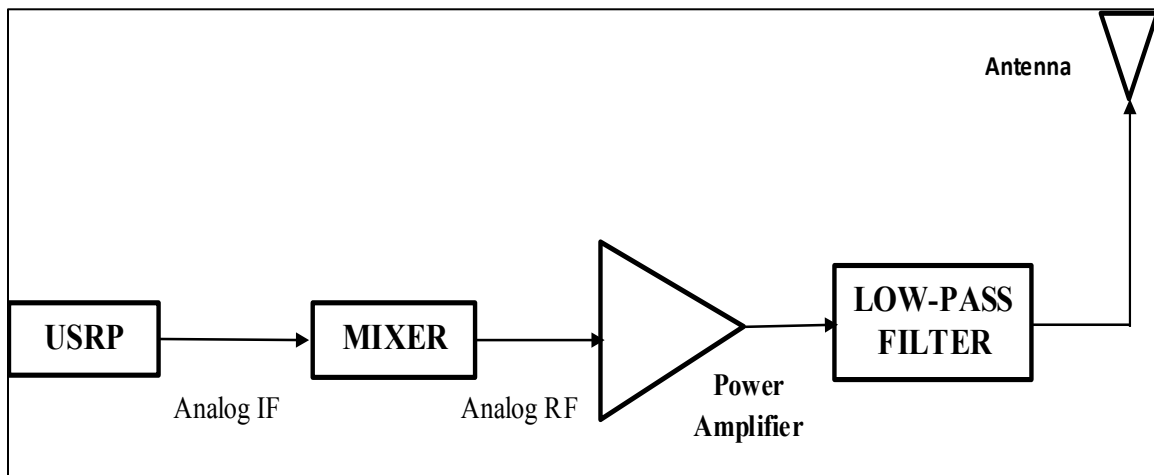 Antenna
USRP
Analog IF
MIXER
Analog RF
Power
Amplifier
LOW-PASS
FILTER